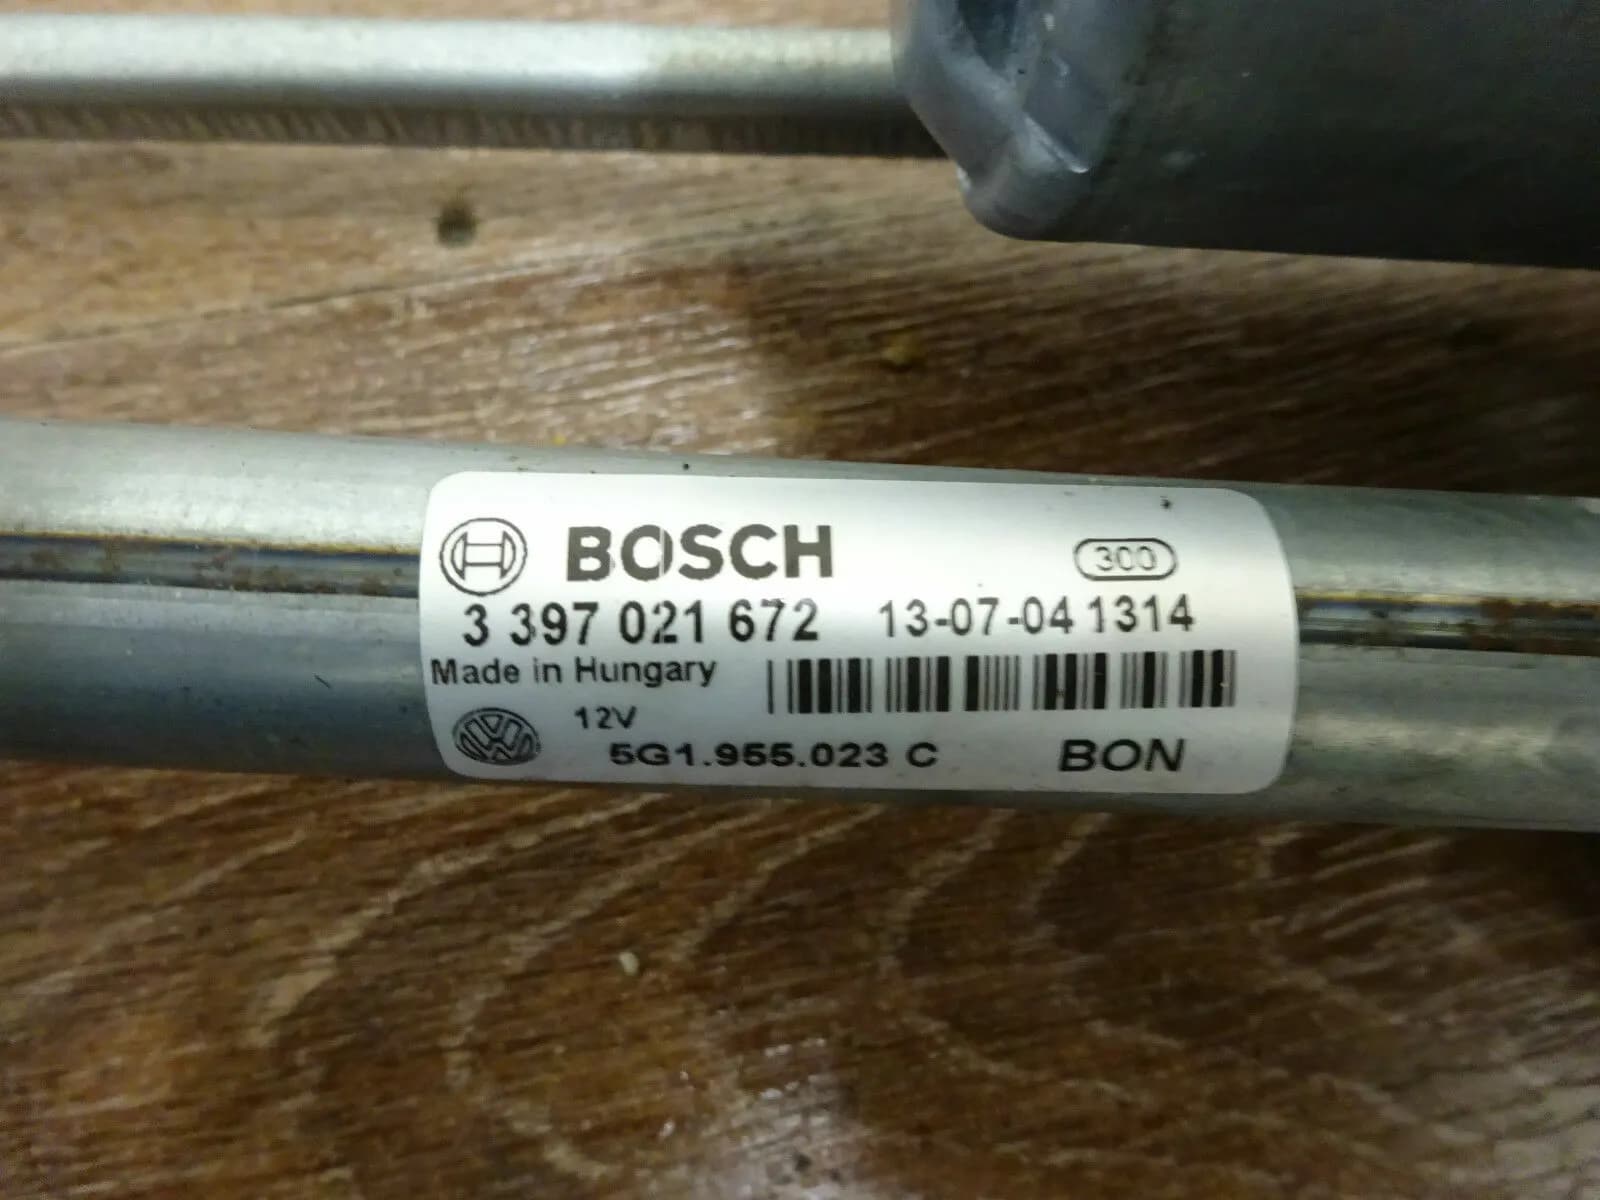 BOSCH 300
3 397 021 672 13-07-04 1314
Made in Hungary
12V
5G1.955.023 C BON